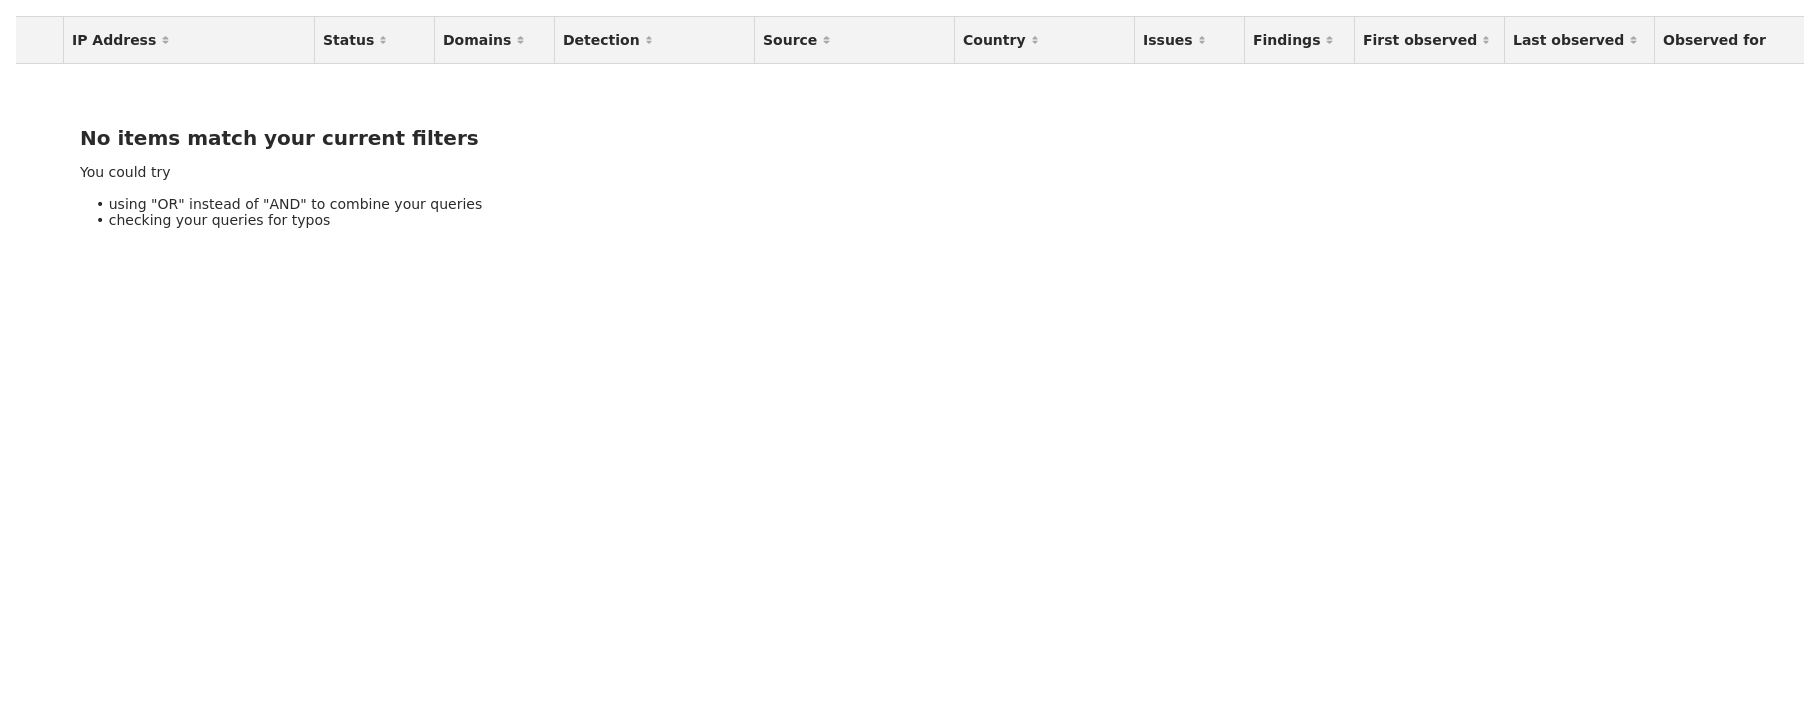 IP Address Status Domains Detection Source Country Issues Findings First observed Last observed Observed for
No items match your current filters
You could try
• using "OR" instead of "AND" to combine your queries
• checking your queries for typos